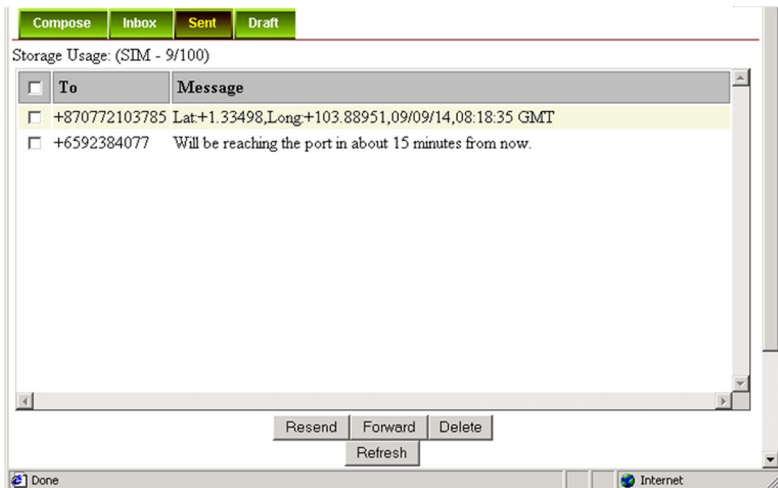 Compose Inbox Sent Draft
Storage Usage: (SIM - 9/100)
To Message
+870772103785 Lat:+1.33498,Long:+103.88951,09/09/14,08:18:35 GMT
+6592384077 Will be reaching the port in about 15 minutes from now.
Resend Forward Delete
Refresh
Done Internet